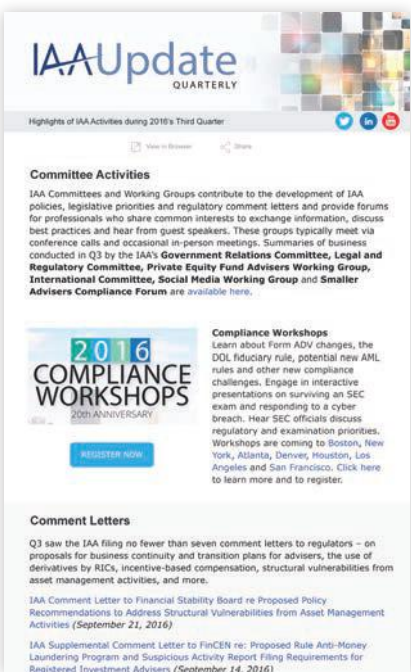 IAAUpdate
QUARTERLY
Highlights of IAA Activities during 2016's Third Quarter
View in Browser Share
Committee Activities
IAA Committees and Working Groups contribute to the development of IAA
policies, legislative priorities and regulatory comment letters and provide forums
for professionals who share common interests to exchange information, discuss
best practices and hear from guest speakers. These groups typically meet via
conference calls and occasional in-person meetings. Summaries of business
conducted in Q3 by the IAA's Government Relations Committee, Legal and
Regulatory Committee, Private Equity Fund Advisers Working Group,
International Committee, Social Media Working Group and Smaller
Advisers Compliance Forum are available here.
2016
COMPLIANCE
WORKSHOPS
20th ANNIVERSARY
REGISTER NOW
Compliance Workshops
Learn about Form ADV changes, the
DOL fiduciary rule, potential new AML
rules and other new compliance
challenges. Engage in interactive
presentations on surviving an SEC
exam and responding to a cyber
breach. Hear SEC officials discuss
regulatory and examination priorities.
Workshops are coming to Boston, New
York, Atlanta, Denver, Houston, Los
Angeles and San Francisco. Click here
to learn more and to register.
Comment Letters
Q3 saw the IAA filing no fewer than seven comment letters to regulators – on
proposals for business continuity and transition plans for advisers, the use of
derivatives by RICs, incentive-based compensation, structural vulnerabilities from
asset management activities, and more.
IAA Comment Letter to Financial Stability Board re Proposed Policy
Recommendations to Address Structural Vulnerabilities from Asset Management
Activities (September 21, 2016)
IAA Supplemental Comment Letter to FinCEN re: Proposed Rule Anti-Money
Laundering Program and Suspicious Activity Report Filing Requirements for
Registered Investment Advisers (September 14, 2016)